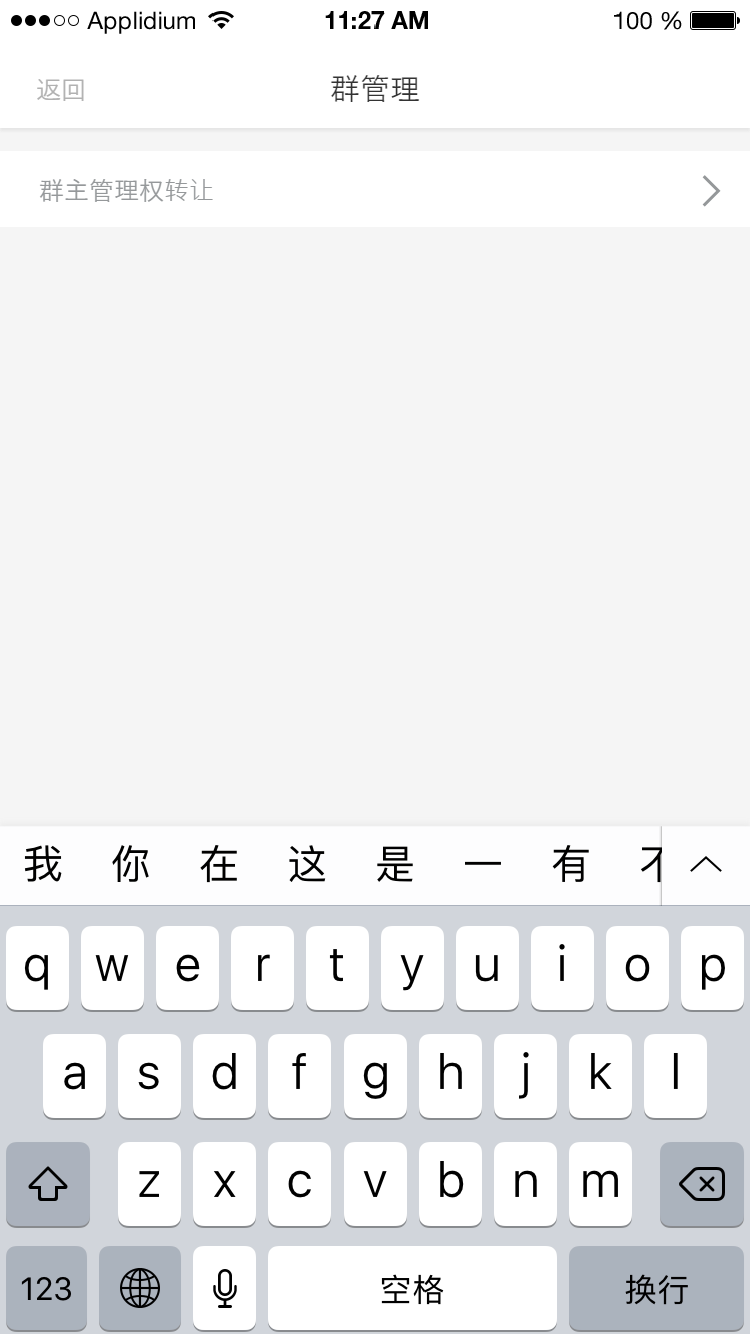 Applidium 11:27 AM 100 %
返回 群管理
群主管理权转让
我 你 在 这 是 一 有
q w e r t y u i o p
a s d f g h j k l
z x c v b n m
123 空格 换行